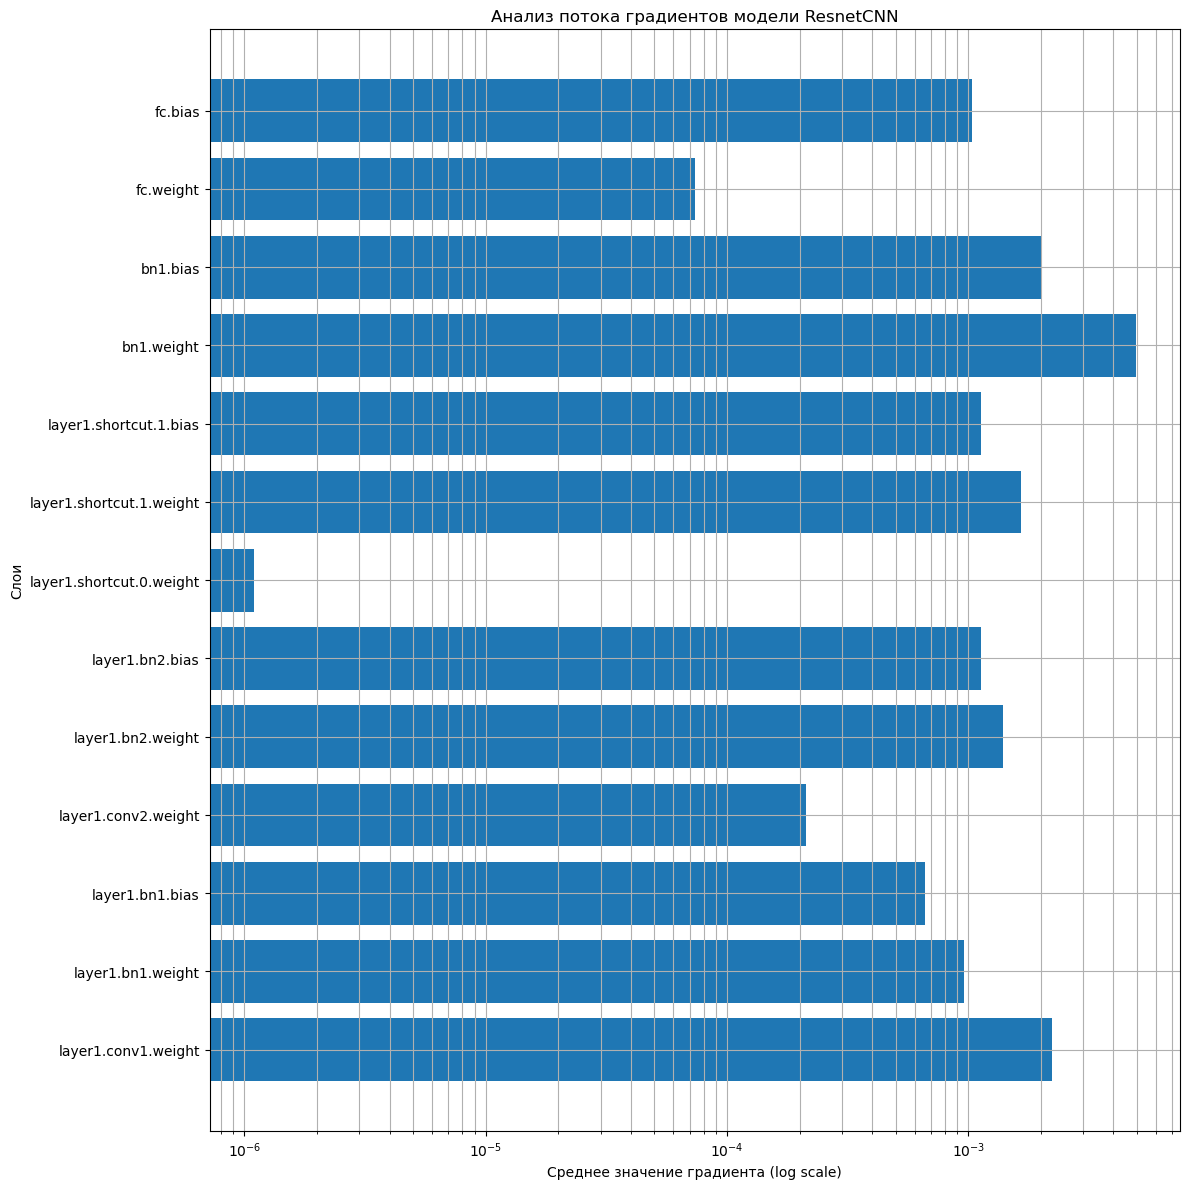 Анализ потока градиентов модели ResnetCNN
fc.bias
fc.weight
bn1.bias
bn1.weight
layer1.shortcut.1.bias
layer1.shortcut.1.weight
layer1.shortcut.0.weight
layer1.bn2.bias
layer1.bn2.weight
layer1.conv2.weight
layer1.bn1.bias
layer1.bn1.weight
layer1.conv1.weight
Слои
10⁻⁶ 10⁻⁵ 10⁻⁴ 10⁻³
Среднее значение градиента (log scale)